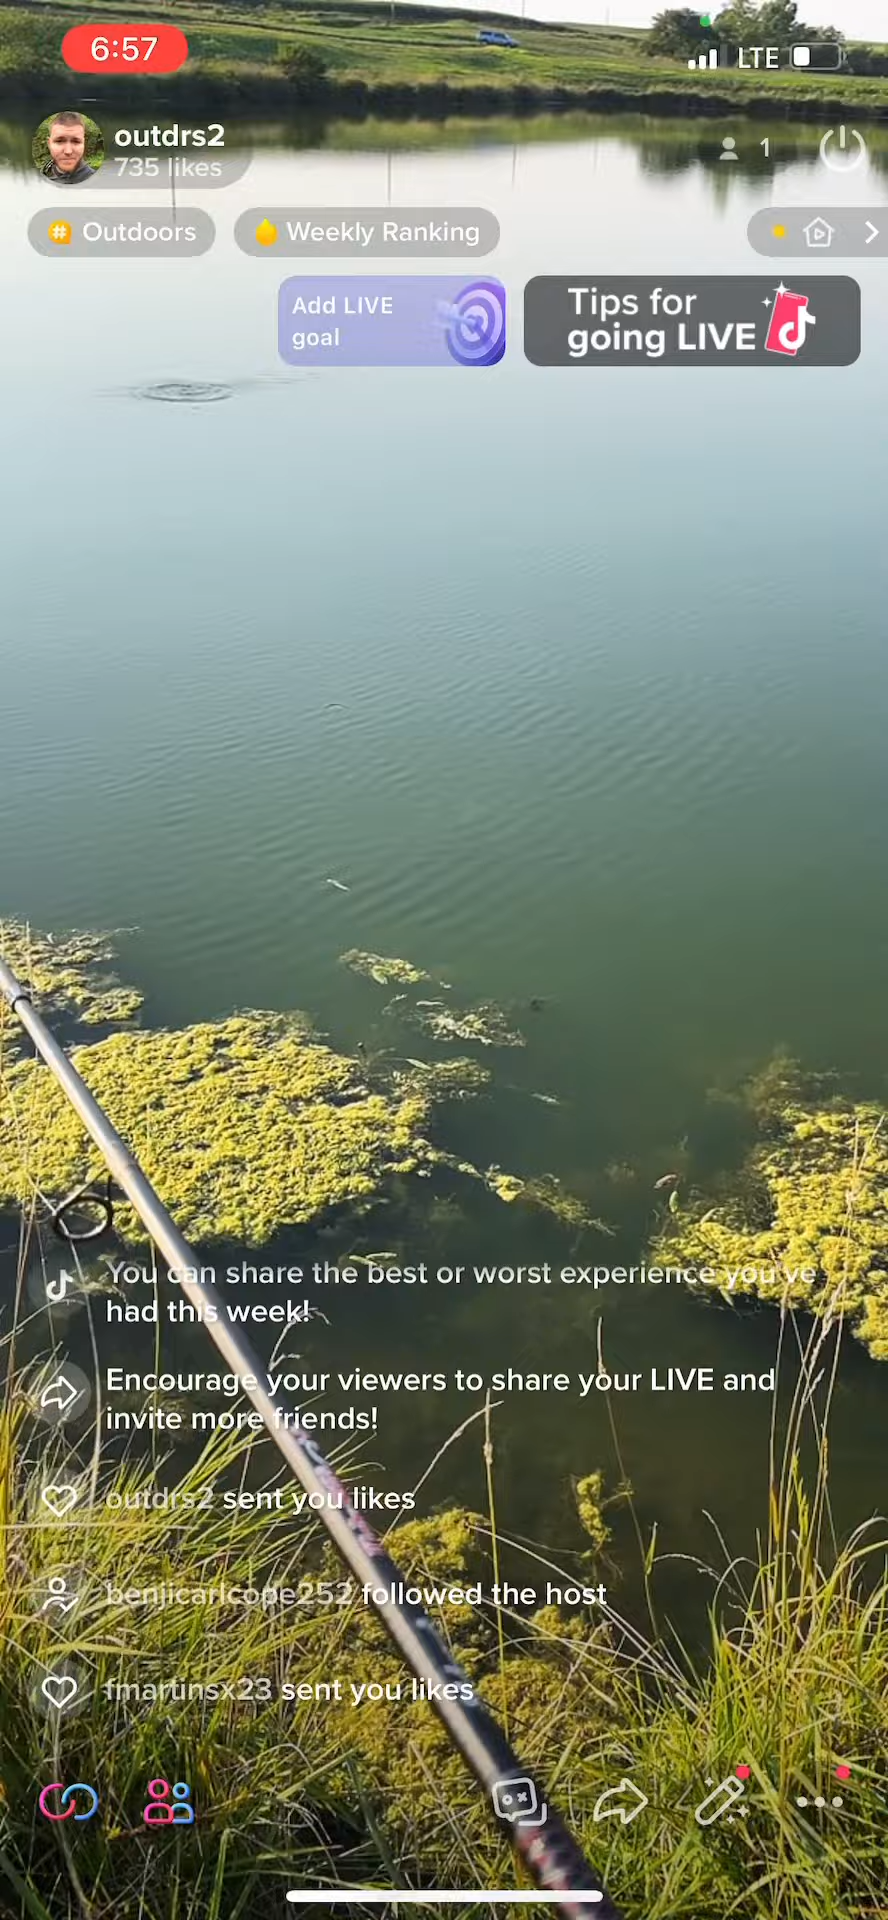 6:57
LTE
outdrs2
735 likes
1
Outdoors
Weekly Ranking
Add LIVE
goal
Tips for
going LIVE
You can share the best or worst experience you've
had this week!
Encourage your viewers to share your LIVE and
invite more friends!
outdrs2 sent you likes
benjicarlcope252 followed the host
fmartinsx23 sent you likes